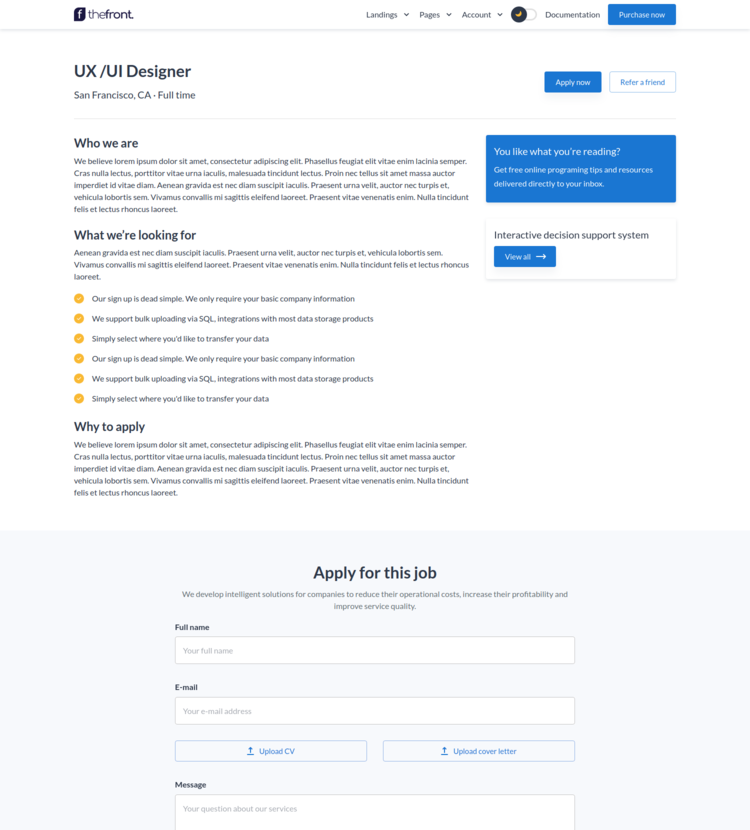 thefront.
Landings Pages Account Documentation Purchase now
UX /UI Designer
San Francisco, CA · Full time
Apply now Refer a friend
Who we are
We believe lorem ipsum dolor sit amet, consectetur adipiscing elit. Phasellus feugiat elit vitae enim lacinia semper.
Cras nulla lectus, porttitor vitae urna iaculis, malesuada tincidunt lectus. Proin nec tellus sit amet massa auctor
imperdiet id vitae diam. Aenean gravida est nec diam suscipit iaculis. Praesent urna velit, auctor nec turpis et,
vehicula lobortis sem. Vivamus convallis mi sagittis eleifend laoreet. Praesent vitae venenatis enim. Nulla tincidunt
felis et lectus rhoncus laoreet.
What we’re looking for
Aenean gravida est nec diam suscipit iaculis. Praesent urna velit, auctor nec turpis et, vehicula lobortis sem.
Vivamus convallis mi sagittis eleifend laoreet. Praesent vitae venenatis enim. Nulla tincidunt felis et lectus rhoncus
laoreet.
Our sign up is dead simple. We only require your basic company information
We support bulk uploading via SQL, integrations with most data storage products
Simply select where you'd like to transfer your data
Our sign up is dead simple. We only require your basic company information
We support bulk uploading via SQL, integrations with most data storage products
Simply select where you'd like to transfer your data
Why to apply
We believe lorem ipsum dolor sit amet, consectetur adipiscing elit. Phasellus feugiat elit vitae enim lacinia semper.
Cras nulla lectus, porttitor vitae urna iaculis, malesuada tincidunt lectus. Proin nec tellus sit amet massa auctor
imperdiet id vitae diam. Aenean gravida est nec diam suscipit iaculis. Praesent urna velit, auctor nec turpis et,
vehicula lobortis sem. Vivamus convallis mi sagittis eleifend laoreet. Praesent vitae venenatis enim. Nulla tincidunt
felis et lectus rhoncus laoreet.
You like what you’re reading?
Get free online programing tips and resources
delivered directly to your inbox.
Interactive decision support system
View all
Apply for this job
We develop intelligent solutions for companies to reduce their operational costs, increase their profitability and
improve service quality.
Full name
Your full name
E-mail
Your e-mail address
Upload CV Upload cover letter
Message
Your question about our services